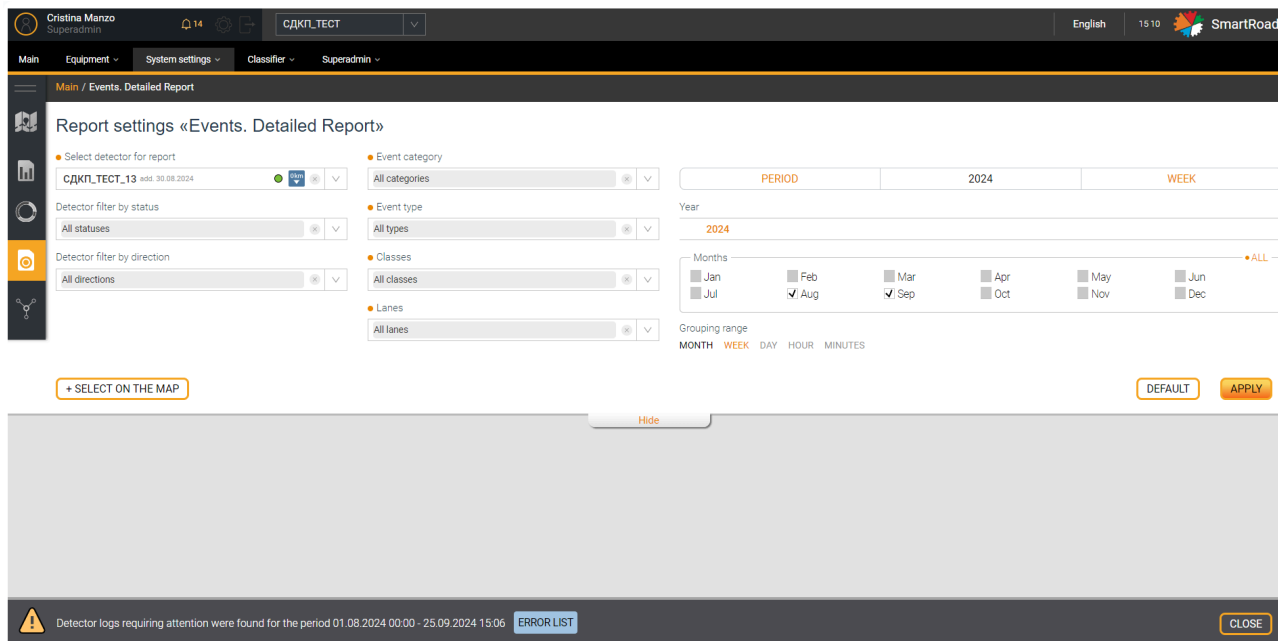 Cristina Manzo
Superadmin
14
СДКП_ТЕСТ
English
15 10
SmartRoad
Main
Equipment
System settings
Classifier
Superadmin
Main / Events. Detailed Report
Report settings «Events. Detailed Report»
Select detector for report
СДКП_ТЕСТ_13 add. 30.08.2024
0km
Detector filter by status
All statuses
Detector filter by direction
All directions
Event category
All categories
Event type
All types
Classes
All classes
Lanes
All lanes
PERIOD
2024
WEEK
Year
2024
Months
ALL
Jan Feb Mar Apr May Jun
Jul Aug Sep Oct Nov Dec
Grouping range
MONTH WEEK DAY HOUR MINUTES
+ SELECT ON THE MAP
DEFAULT
APPLY
Hide
Detector logs requiring attention were found for the period 01.08.2024 00:00 - 25.09.2024 15:06
ERROR LIST
CLOSE